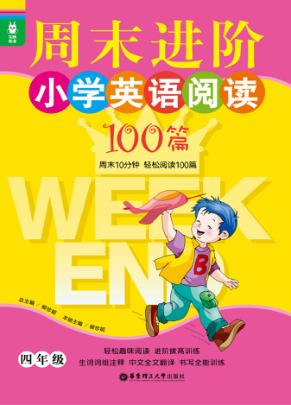 周末进阶
小学英语阅读
100篇
周末10分钟 轻松阅读100篇
WEEK
END
B
四年级
轻松趣味阅读 进阶拔高训练
生词词组注释 中文全文翻译 书写全能训练
华东理工大学出版社